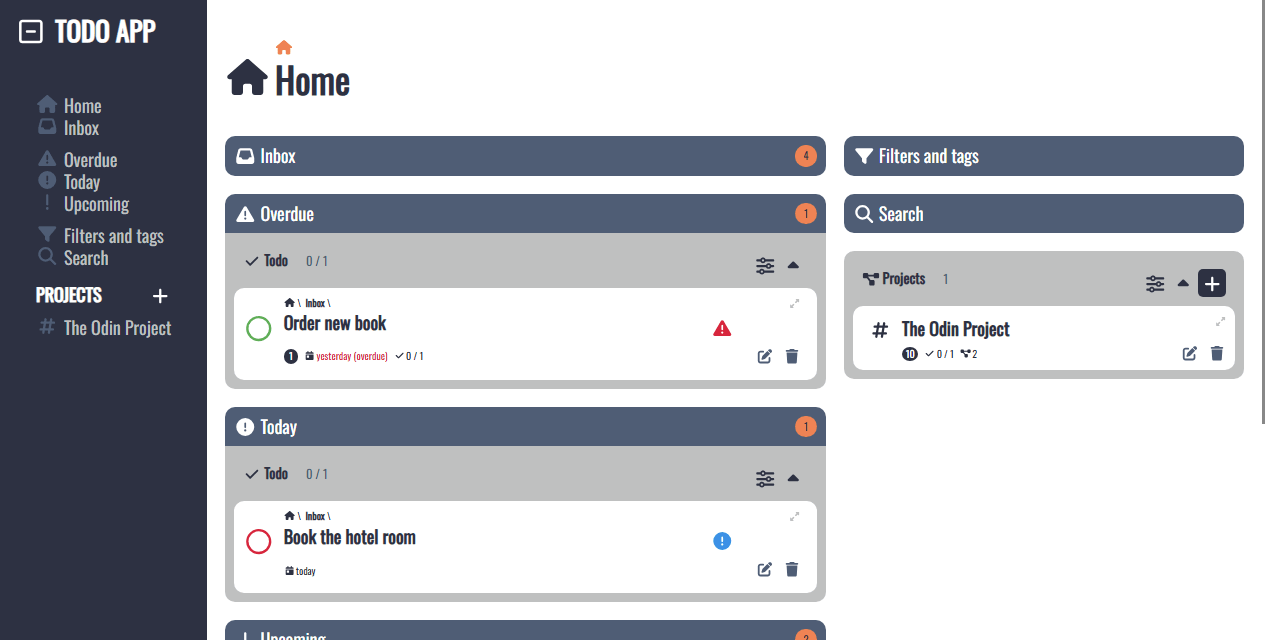 TODO APP
Home
Inbox
Overdue
Today
Upcoming
Filters and tags
Search
PROJECTS
The Odin Project
Home
Inbox 4
Overdue 1
Todo 0 / 1
\ Inbox \
Order new book
1 yesterday (overdue) 0 / 1
Today 1
Todo 0 / 1
\ Inbox \
Book the hotel room
today
Upcoming 2
Filters and tags
Search
Projects 1
# The Odin Project
10 0 / 1 2